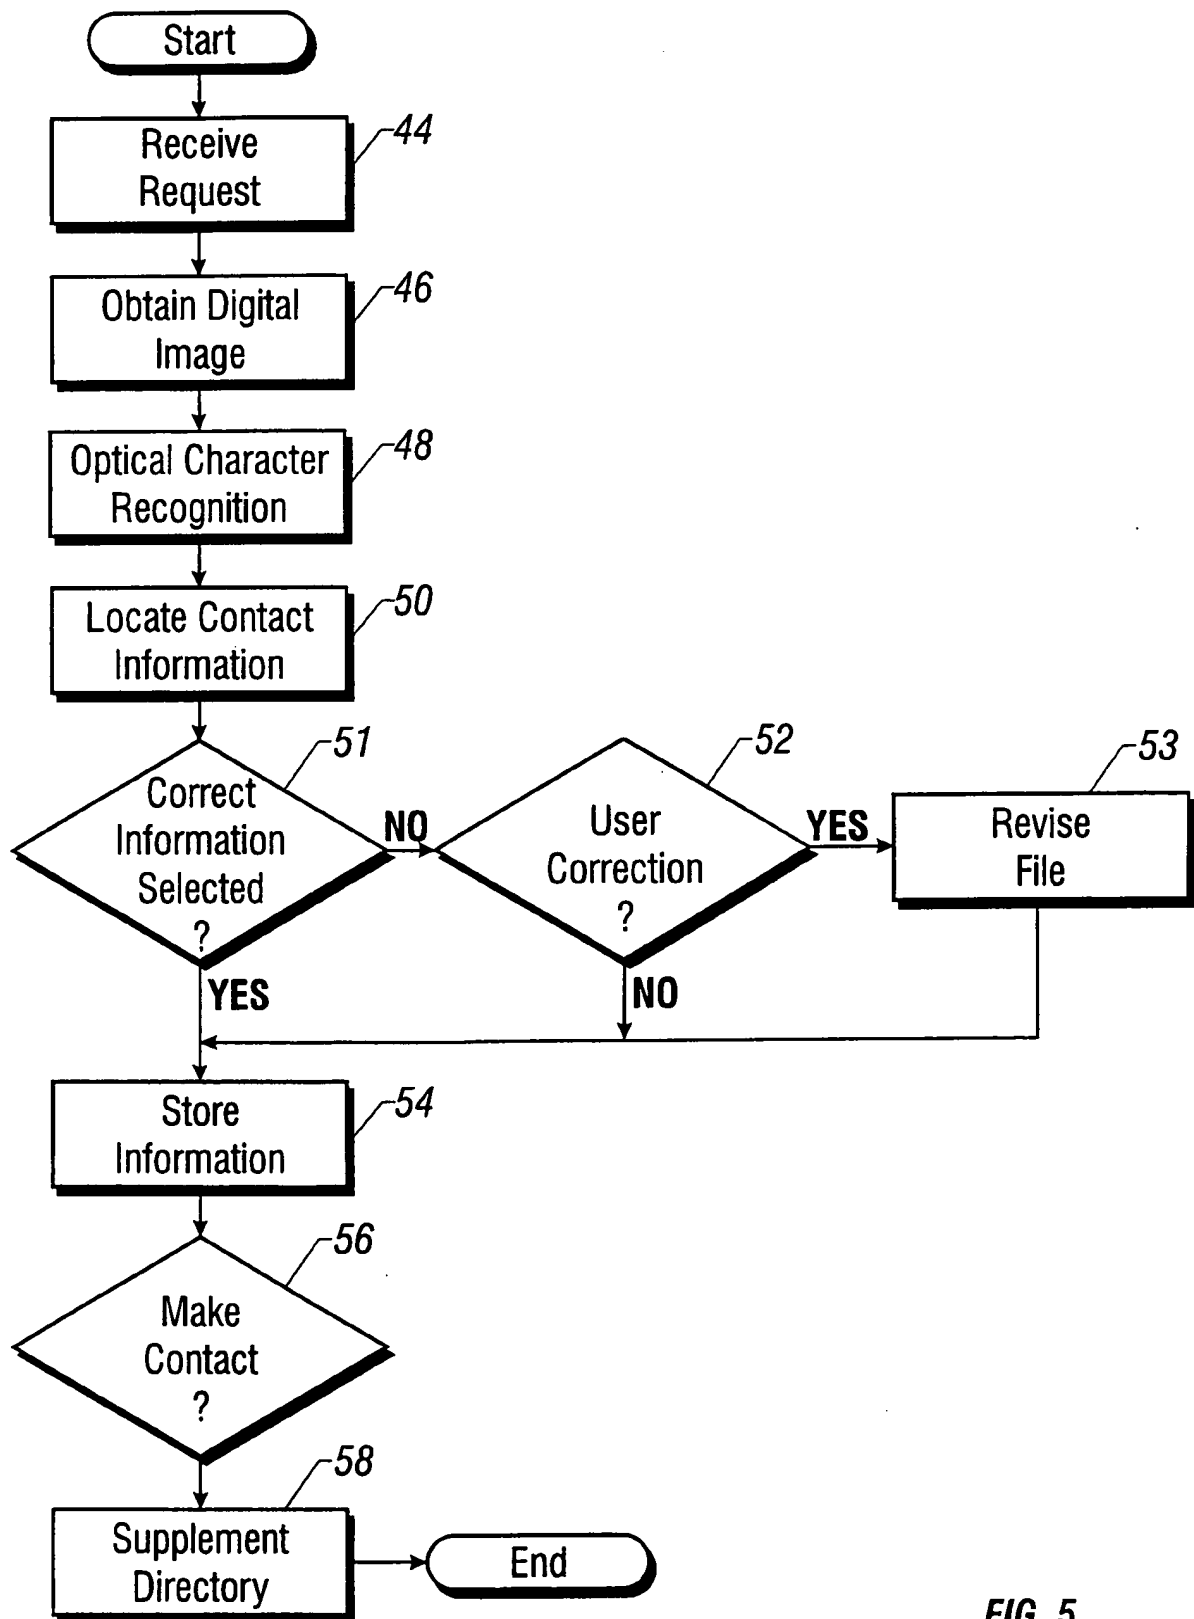 Start
44
Receive
Request
46
Obtain Digital
Image
48
Optical Character
Recognition
50
Locate Contact
Information
51
Correct
Information
Selected
?
NO
52
User
Correction
?
YES
53
Revise
File
YES
NO
54
Store
Information
56
Make
Contact
?
58
Supplement
Directory
End
FIG. 5